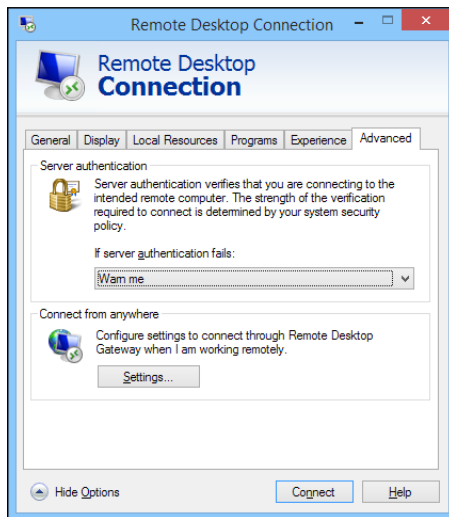 Remote Desktop Connection
Remote Desktop
Connection
General Display Local Resources Programs Experience Advanced
Server authentication
Server authentication verifies that you are connecting to the
intended remote computer. The strength of the verification
required to connect is determined by your system security
policy.
If server authentication fails:
Warn me
Connect from anywhere
Configure settings to connect through Remote Desktop
Gateway when I am working remotely.
Settings...
Hide Options Connect Help